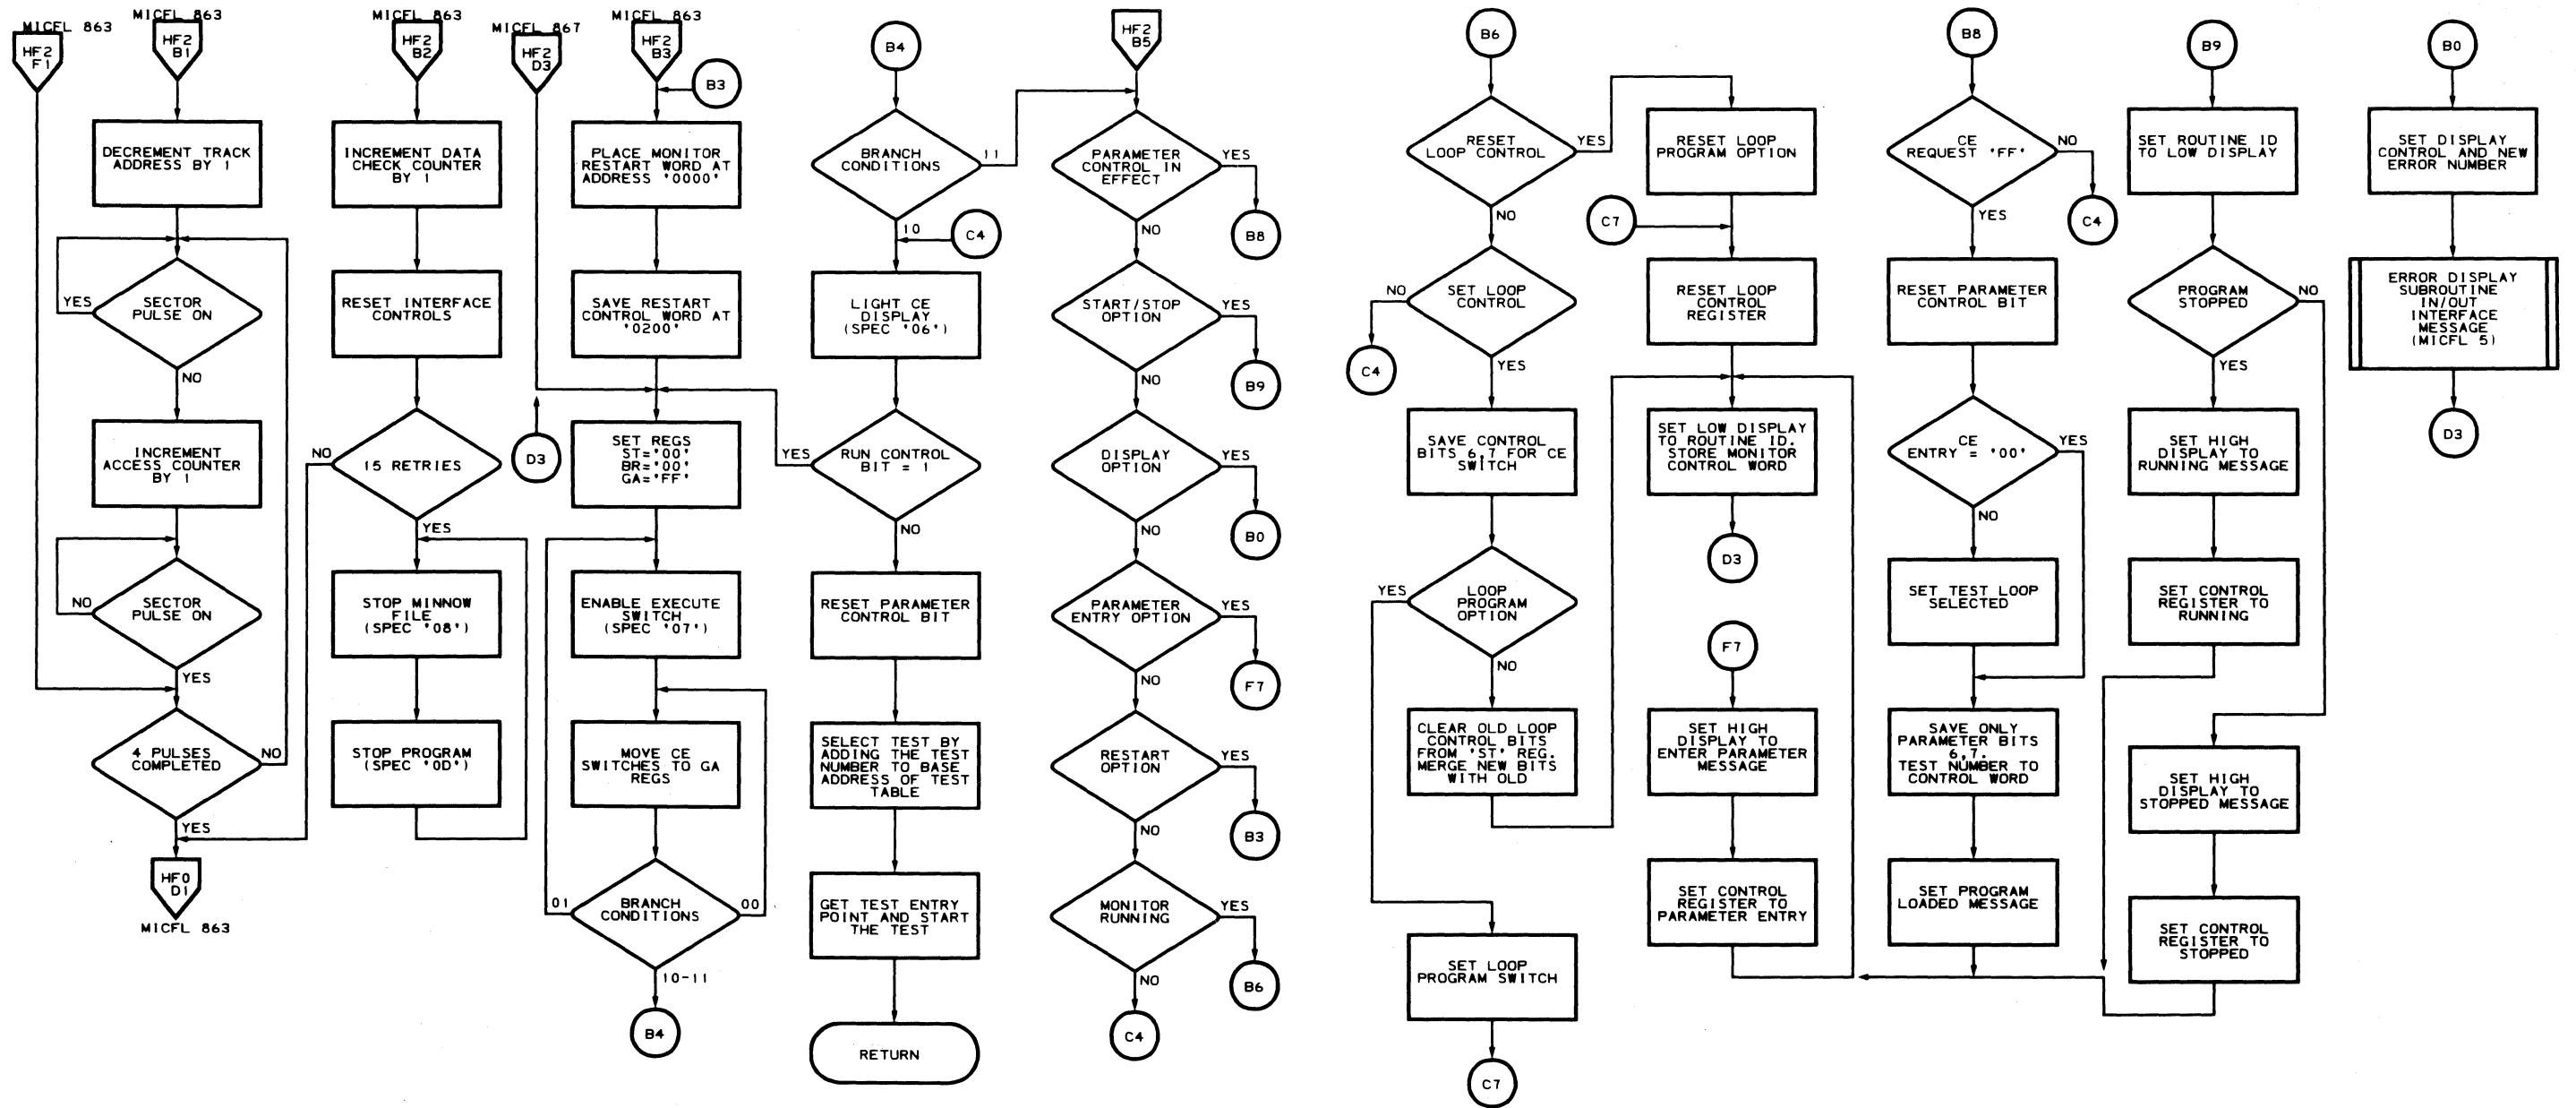 MICFL 863
HF2
F1
MICFL 863
HF2
B1
DECREMENT TRACK
ADDRESS BY 1
SECTOR
PULSE ON
YES
NO
INCREMENT
ACCESS COUNTER
BY 1
SECTOR
PULSE ON
NO
YES
4 PULSES
COMPLETED
NO
YES
HF0
D1
MICFL 863
MICFL 863
HF2
B2
INCREMENT DATA
CHECK COUNTER
BY 1
RESET INTERFACE
CONTROLS
15 RETRIES
NO
YES
STOP MINNOW
FILE
(SPEC '08')
STOP PROGRAM
(SPEC '0D')
MICFL 867
HF2
D3
D3
MICFL 863
HF2
B3
B3
PLACE MONITOR
RESTART WORD AT
ADDRESS '0000'
SAVE RESTART
CONTROL WORD AT
'0200'
SET REGS
ST='00'
BR='00'
GA='FF'
ENABLE EXECUTE
SWITCH
(SPEC '07')
MOVE CE
SWITCHES TO GA
REGS
BRANCH
CONDITIONS
01
00
10-11
B4
B4
BRANCH
CONDITIONS
11
10
C4
LIGHT CE
DISPLAY
(SPEC '06')
RUN CONTROL
BIT = 1
YES
NO
RESET PARAMETER
CONTROL BIT
SELECT TEST BY
ADDING THE TEST
NUMBER TO BASE
ADDRESS OF TEST
TABLE
GET TEST ENTRY
POINT AND START
THE TEST
RETURN
HF2
B5
PARAMETER
CONTROL IN
EFFECT
YES
B8
NO
START/STOP
OPTION
YES
B9
NO
DISPLAY
OPTION
YES
B0
NO
PARAMETER
ENTRY OPTION
YES
F7
NO
RESTART
OPTION
YES
B3
NO
MONITOR
RUNNING
YES
B6
NO
C4
B6
RESET
LOOP CONTROL
YES
NO
SET LOOP
CONTROL
NO
C4
YES
SAVE CONTROL
BITS 6,7 FOR CE
SWITCH
LOOP
PROGRAM
OPTION
YES
NO
CLEAR OLD LOOP
CONTROL BITS
FROM 'ST' REG.
MERGE NEW BITS
WITH OLD
SET LOOP
PROGRAM SWITCH
C7
RESET LOOP
PROGRAM OPTION
C7
RESET LOOP
CONTROL
REGISTER
SET LOW DISPLAY
TO ROUTINE ID.
STORE MONITOR
CONTROL WORD
D3
F7
SET HIGH
DISPLAY TO
ENTER PARAMETER
MESSAGE
SET CONTROL
REGISTER TO
PARAMETER ENTRY
B8
CE
REQUEST 'FF'
NO
C4
YES
RESET PARAMETER
CONTROL BIT
CE
ENTRY = '00'
YES
NO
SET TEST LOOP
SELECTED
SAVE ONLY
PARAMETER BITS
6,7.
TEST NUMBER TO
CONTROL WORD
SET PROGRAM
LOADED MESSAGE
B9
SET ROUTINE ID
TO LOW DISPLAY
PROGRAM
STOPPED
NO
YES
SET HIGH
DISPLAY TO
RUNNING MESSAGE
SET CONTROL
REGISTER TO
RUNNING
SET HIGH
DISPLAY TO
STOPPED MESSAGE
SET CONTROL
REGISTER TO
STOPPED
B0
SET DISPLAY
CONTROL AND NEW
ERROR NUMBER
ERROR DISPLAY
SUBROUTINE
IN/OUT
INTERFACE
MESSAGE
(MICFL 5)
D3